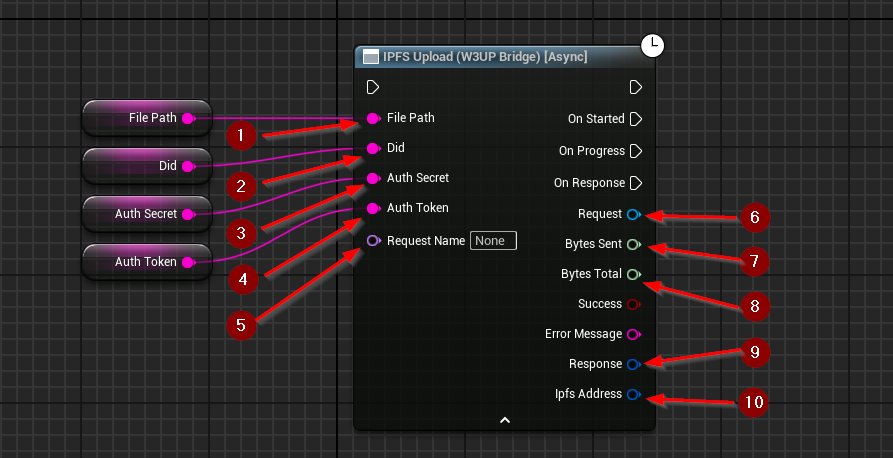 IPFS Upload (W3UP Bridge) [Async]
File Path
Did
Auth Secret
Auth Token
1
2
3
4
5
File Path
Did
Auth Secret
Auth Token
Request Name None
On Started
On Progress
On Response
Request
Bytes Sent
Bytes Total
Success
Error Message
Response
Ipfs Address
6
7
8
9
10